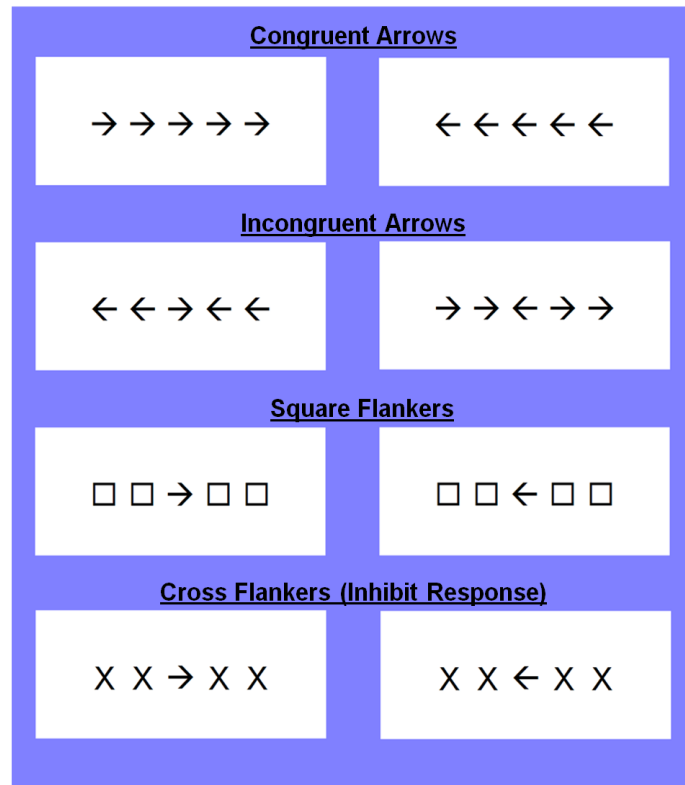 Congruent Arrows
→ → → → → ← ← ← ← ←
Incongruent Arrows
← ← → ← ← → → ← → →
Square Flankers
□ □ → □ □ □ □ ← □ □
Cross Flankers (Inhibit Response)
X X → X X X X ← X X